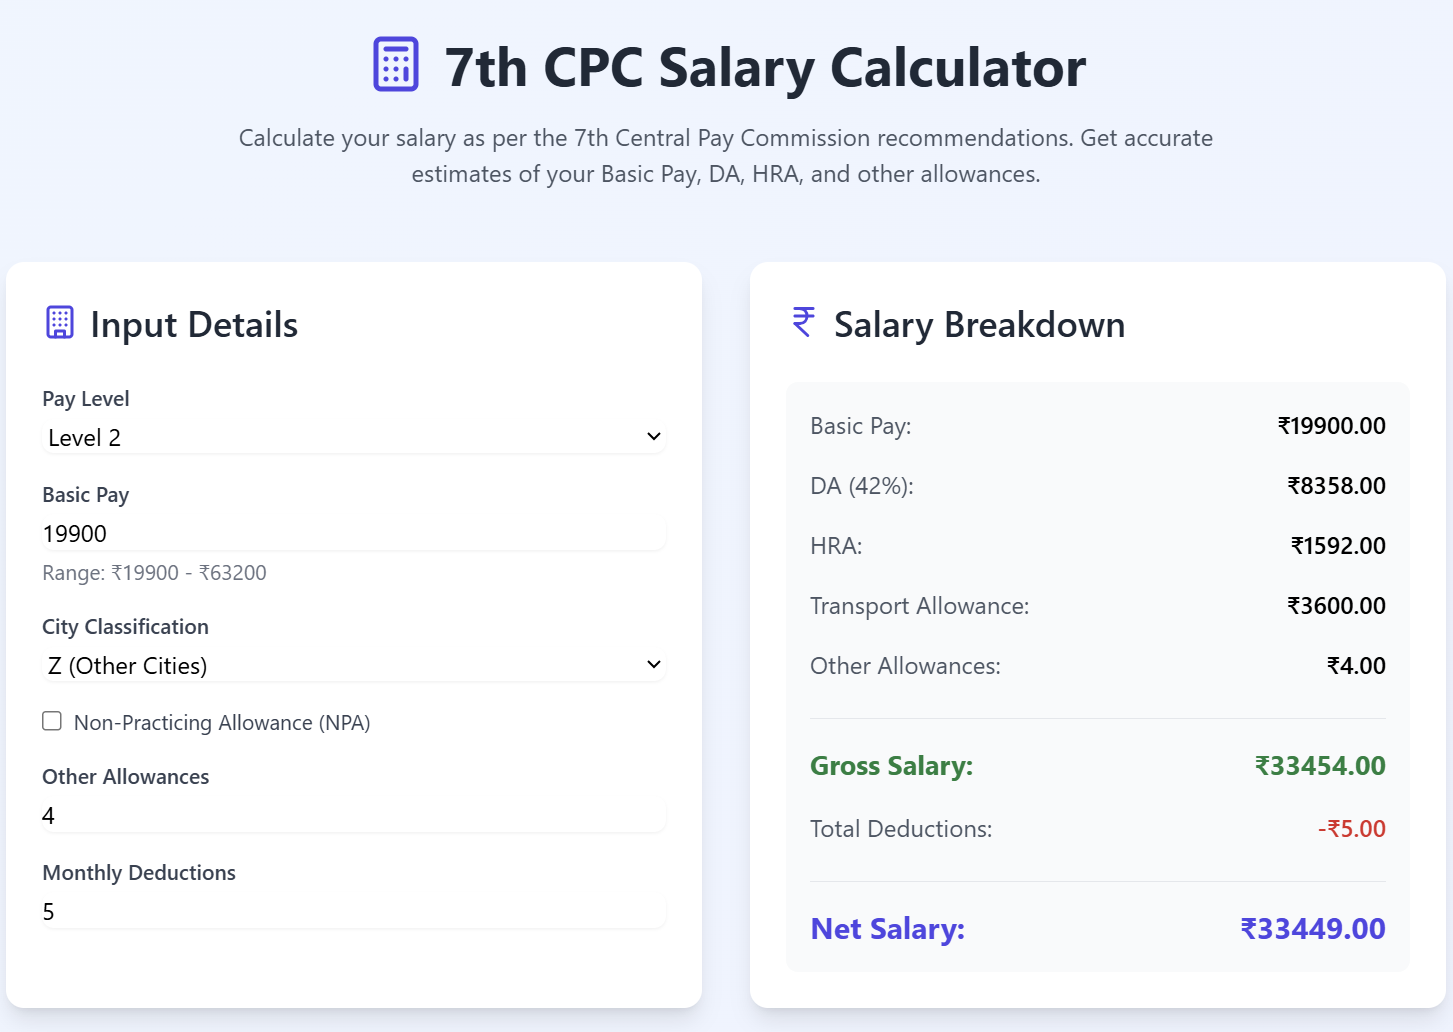 7th CPC Salary Calculator
Calculate your salary as per the 7th Central Pay Commission recommendations. Get accurate
estimates of your Basic Pay, DA, HRA, and other allowances.
Input Details
Pay Level
Level 2
Basic Pay
19900
Range: ₹19900 - ₹63200
City Classification
Z (Other Cities)
Non-Practicing Allowance (NPA)
Other Allowances
4
Monthly Deductions
5
₹ Salary Breakdown
Basic Pay: ₹19900.00
DA (42%): ₹8358.00
HRA: ₹1592.00
Transport Allowance: ₹3600.00
Other Allowances: ₹4.00
Gross Salary: ₹33454.00
Total Deductions: -₹5.00
Net Salary: ₹33449.00